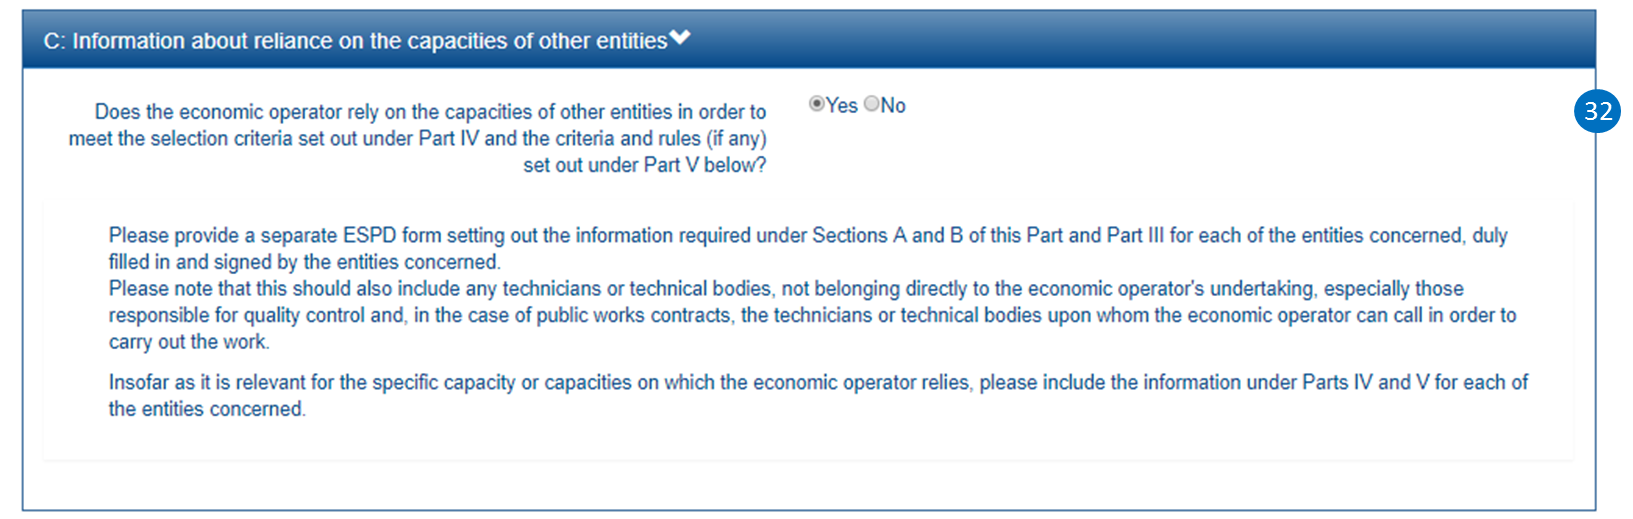 C: Information about reliance on the capacities of other entities
Does the economic operator rely on the capacities of other entities in order to
meet the selection criteria set out under Part IV and the criteria and rules (if any)
set out under Part V below?
Yes No
32
Please provide a separate ESPD form setting out the information required under Sections A and B of this Part and Part III for each of the entities concerned, duly
filled in and signed by the entities concerned.
Please note that this should also include any technicians or technical bodies, not belonging directly to the economic operator's undertaking, especially those
responsible for quality control and, in the case of public works contracts, the technicians or technical bodies upon whom the economic operator can call in order to
carry out the work.
Insofar as it is relevant for the specific capacity or capacities on which the economic operator relies, please include the information under Parts IV and V for each of
the entities concerned.